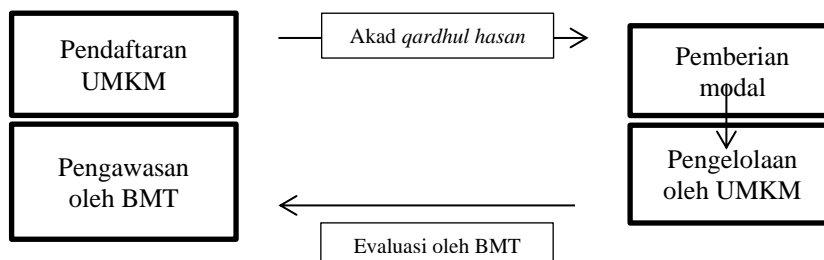 Pendaftaran
UMKM
Akad qardhul hasan
Pemberian
modal
Pengawasan
oleh BMT
Pengelolaan
oleh UMKM
Evaluasi oleh BMT